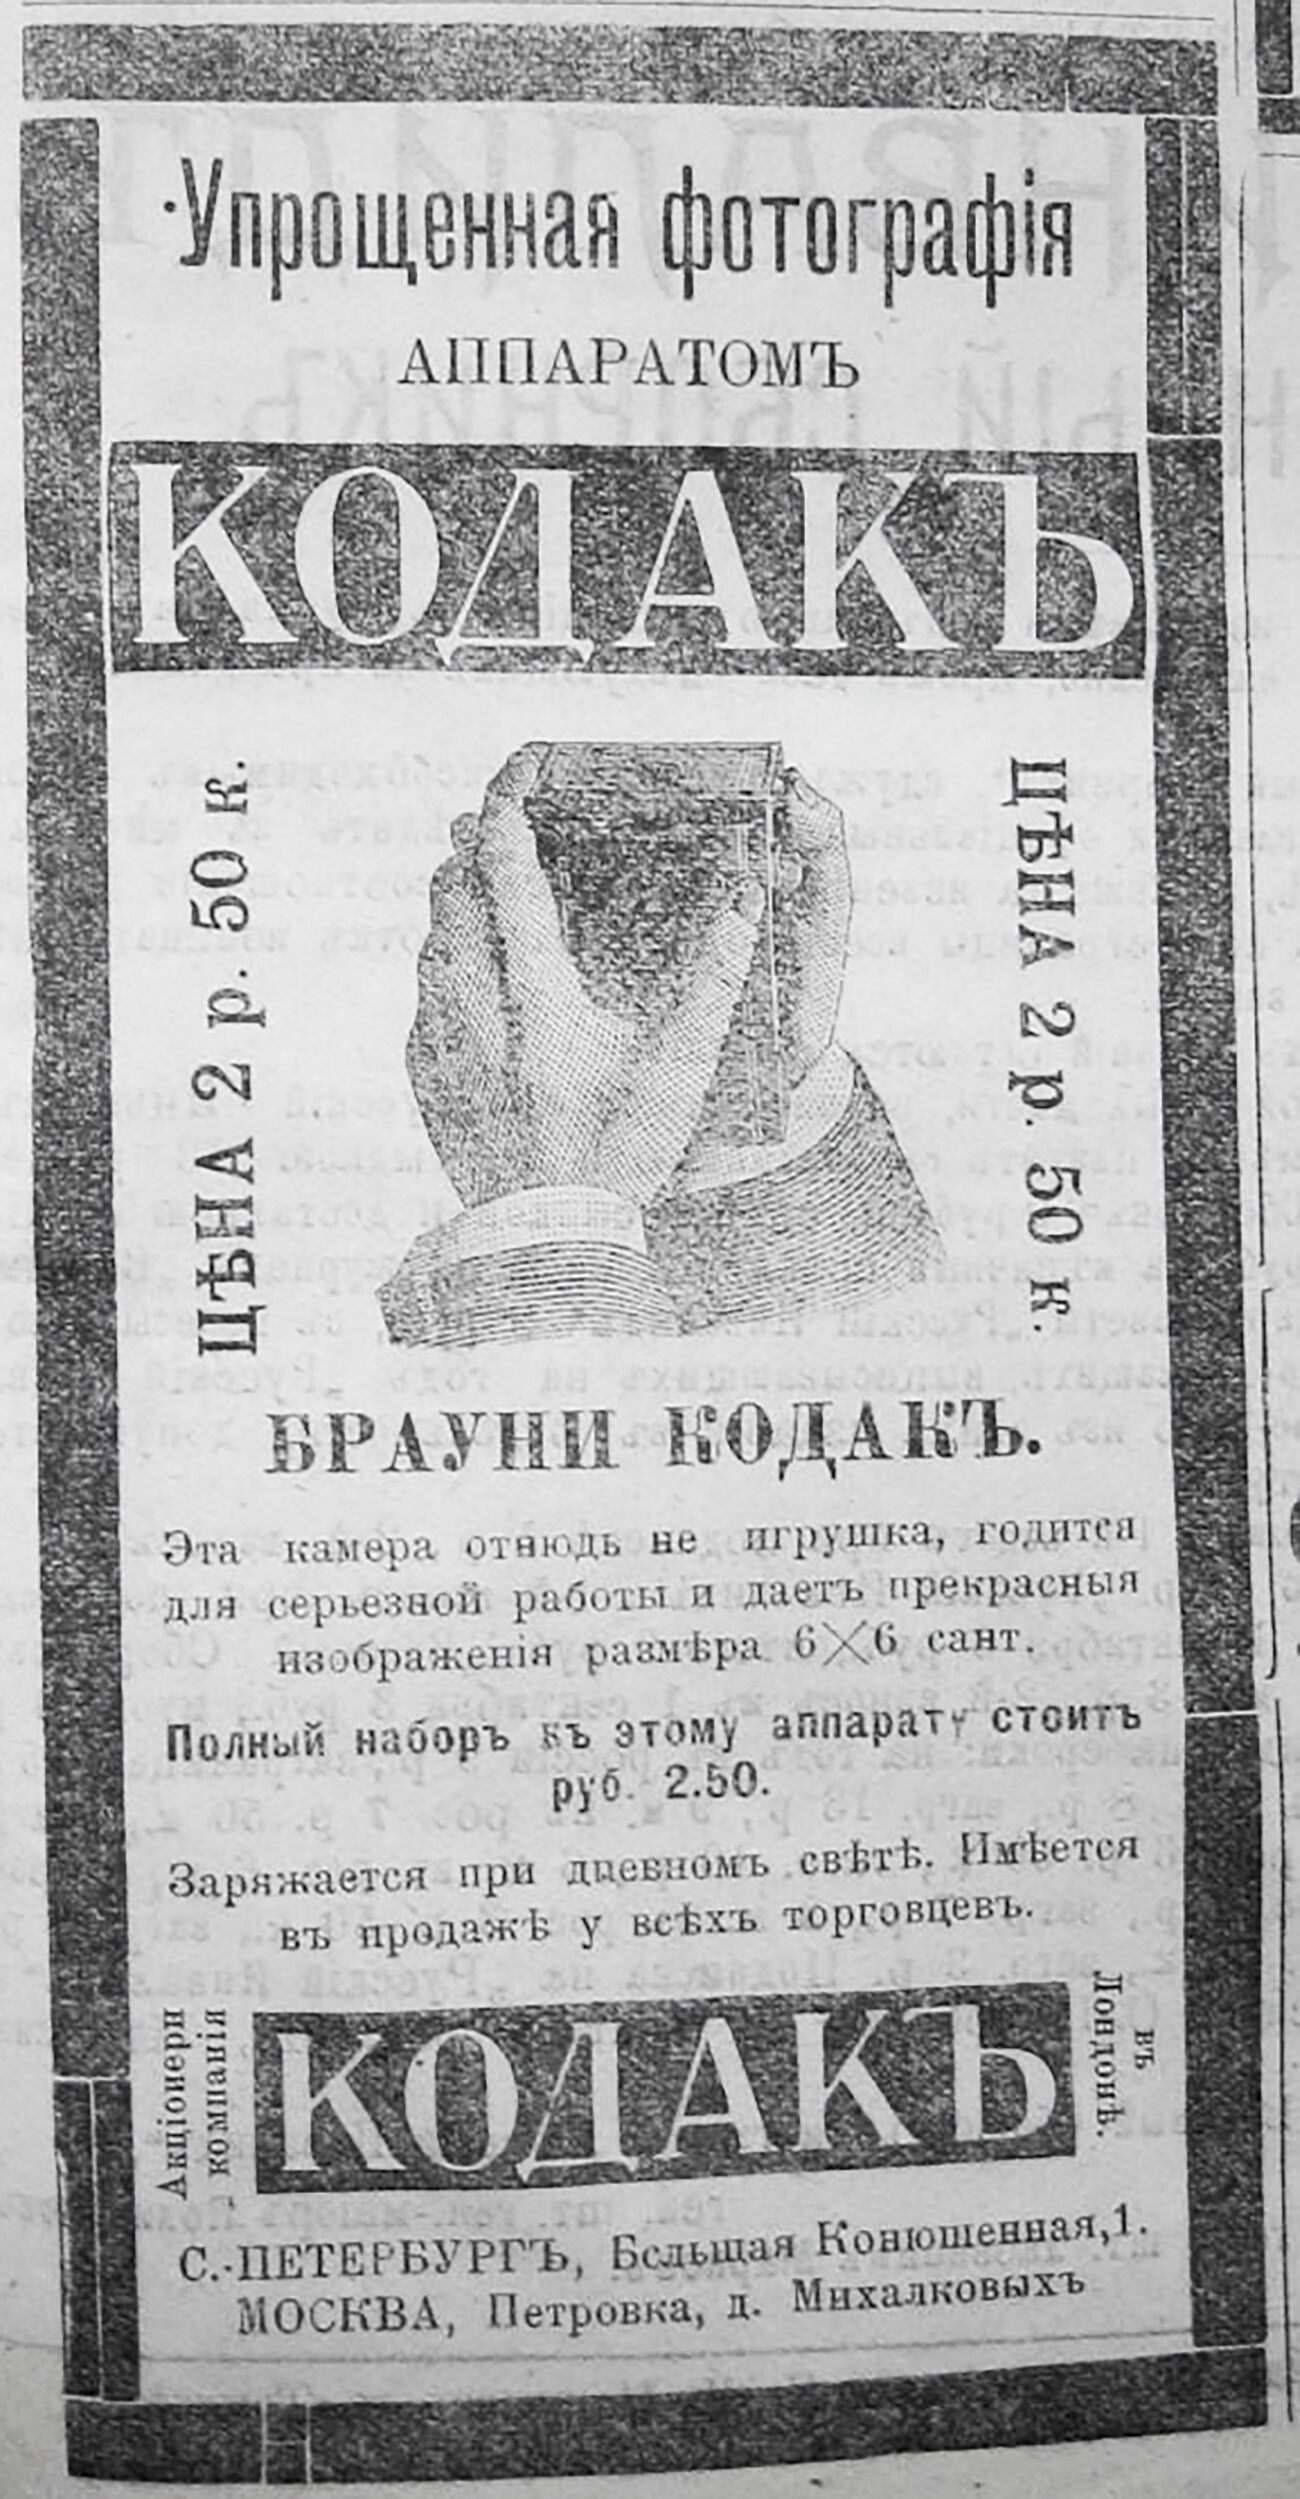 Упрощенная фотографія
АППАРАТОМЪ
КОДАКЪ
ЦѢНА 2 р. 50 к.
ЦѢНА 2 р. 50 к.
БРАУНИ КОДАКЪ.
Эта камера отнюдь не игрушка, годится
для серьезной работы и даетъ прекрасныя
изображенія размѣра 6×6 сант.
Полный наборъ къ этому аппарату стоитъ
руб. 2.50.
Заряжается при дневномъ свѣтѣ. Имѣется
въ продажѣ у всѣхъ торговцевъ.
Акціонерн
компанія
КОДАКЪ
въ
Лондонѣ.
С.-ПЕТЕРБУРГЪ, Большая Конюшенная,1.
МОСКВА, Петровка, д. Михалковыхъ